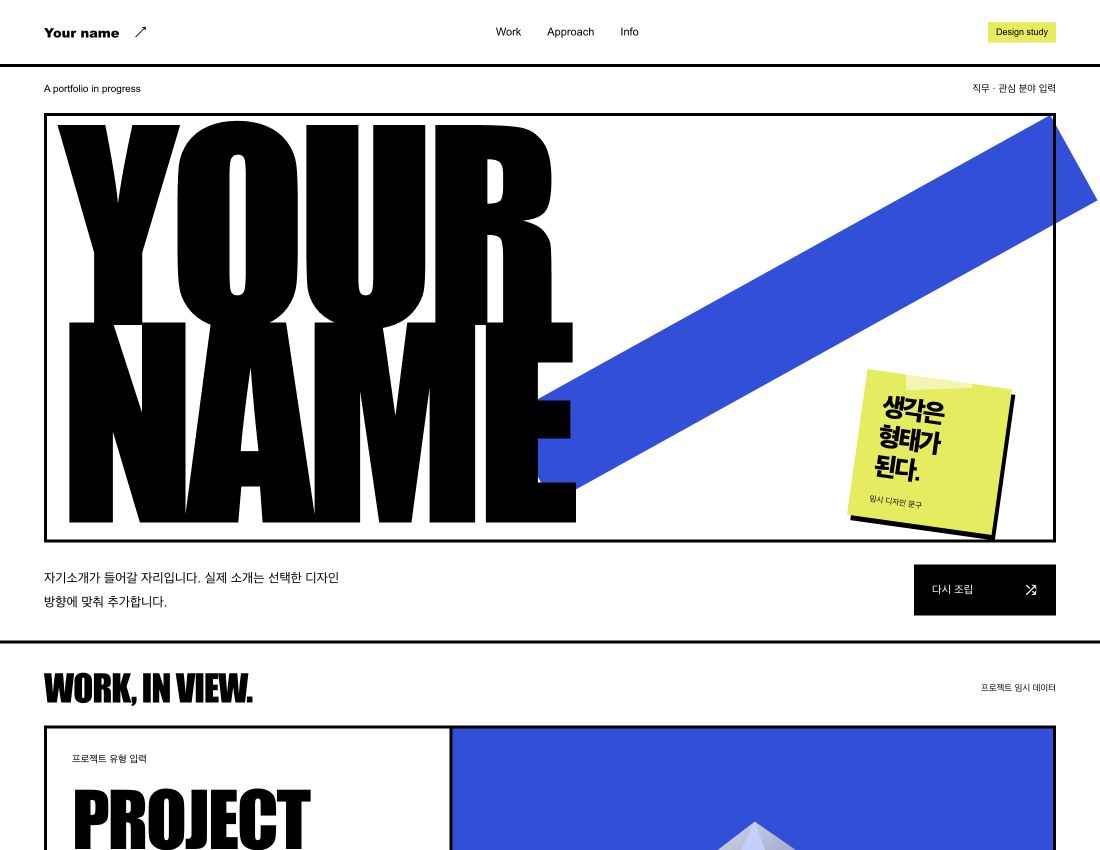 Your name
Work
Approach
Info
Design study
A portfolio in progress
직무 · 관심 분야 입력
YOUR
NAME
생각은
형태가
된다.
임시 디자인 문구
자기소개가 들어갈 자리입니다. 실제 소개는 선택한 디자인
방향에 맞춰 추가합니다.
다시 조립
WORK, IN VIEW.
프로젝트 임시 데이터
프로젝트 유형 입력
PROJECT